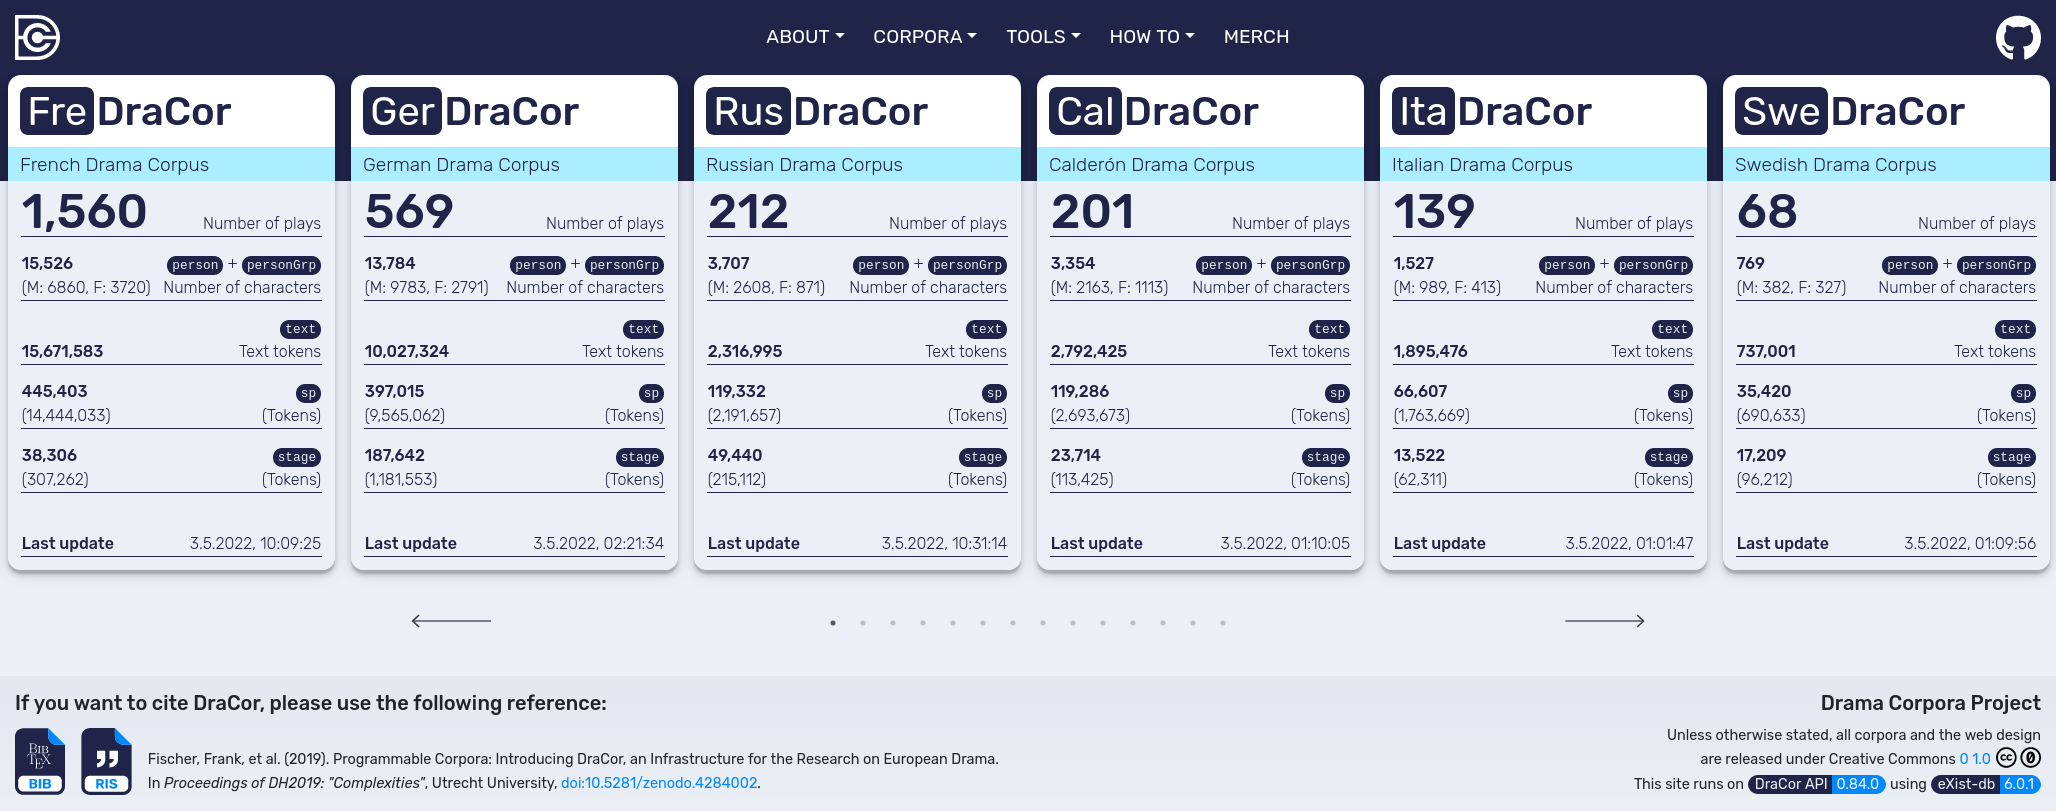 ABOUT CORPORA TOOLS HOW TO MERCH
FreDraCor
French Drama Corpus
1,560 Number of plays
15,526 person + personGrp
(M: 6860, F: 3720) Number of characters
text
15,671,583 Text tokens
445,403 sp
(14,444,033) (Tokens)
38,306 stage
(307,262) (Tokens)
Last update 3.5.2022, 10:09:25
GerDraCor
German Drama Corpus
569 Number of plays
13,784 person + personGrp
(M: 9783, F: 2791) Number of characters
text
10,027,324 Text tokens
397,015 sp
(9,565,062) (Tokens)
187,642 stage
(1,181,553) (Tokens)
Last update 3.5.2022, 02:21:34
RusDraCor
Russian Drama Corpus
212 Number of plays
3,707 person + personGrp
(M: 2608, F: 871) Number of characters
text
2,316,995 Text tokens
119,332 sp
(2,191,657) (Tokens)
49,440 stage
(215,112) (Tokens)
Last update 3.5.2022, 10:31:14
CalDraCor
Calderón Drama Corpus
201 Number of plays
3,354 person + personGrp
(M: 2163, F: 1113) Number of characters
text
2,792,425 Text tokens
119,286 sp
(2,693,673) (Tokens)
23,714 stage
(113,425) (Tokens)
Last update 3.5.2022, 01:10:05
ItaDraCor
Italian Drama Corpus
139 Number of plays
1,527 person + personGrp
(M: 989, F: 413) Number of characters
text
1,895,476 Text tokens
66,607 sp
(1,763,669) (Tokens)
13,522 stage
(62,311) (Tokens)
Last update 3.5.2022, 01:01:47
SweDraCor
Swedish Drama Corpus
68 Number of plays
769 person + personGrp
(M: 382, F: 327) Number of characters
text
737,001 Text tokens
35,420 sp
(690,633) (Tokens)
17,209 stage
(96,212) (Tokens)
Last update 3.5.2022, 01:09:56
If you want to cite DraCor, please use the following reference:
BIBTEX
BIB
RIS
Fischer, Frank, et al. (2019). Programmable Corpora: Introducing DraCor, an Infrastructure for the Research on European Drama.
In Proceedings of DH2019: "Complexities", Utrecht University, doi:10.5281/zenodo.4284002.
Drama Corpora Project
Unless otherwise stated, all corpora and the web design
are released under Creative Commons 0 1.0 cc 0
This site runs on DraCor API 0.84.0 using eXist-db 6.0.1